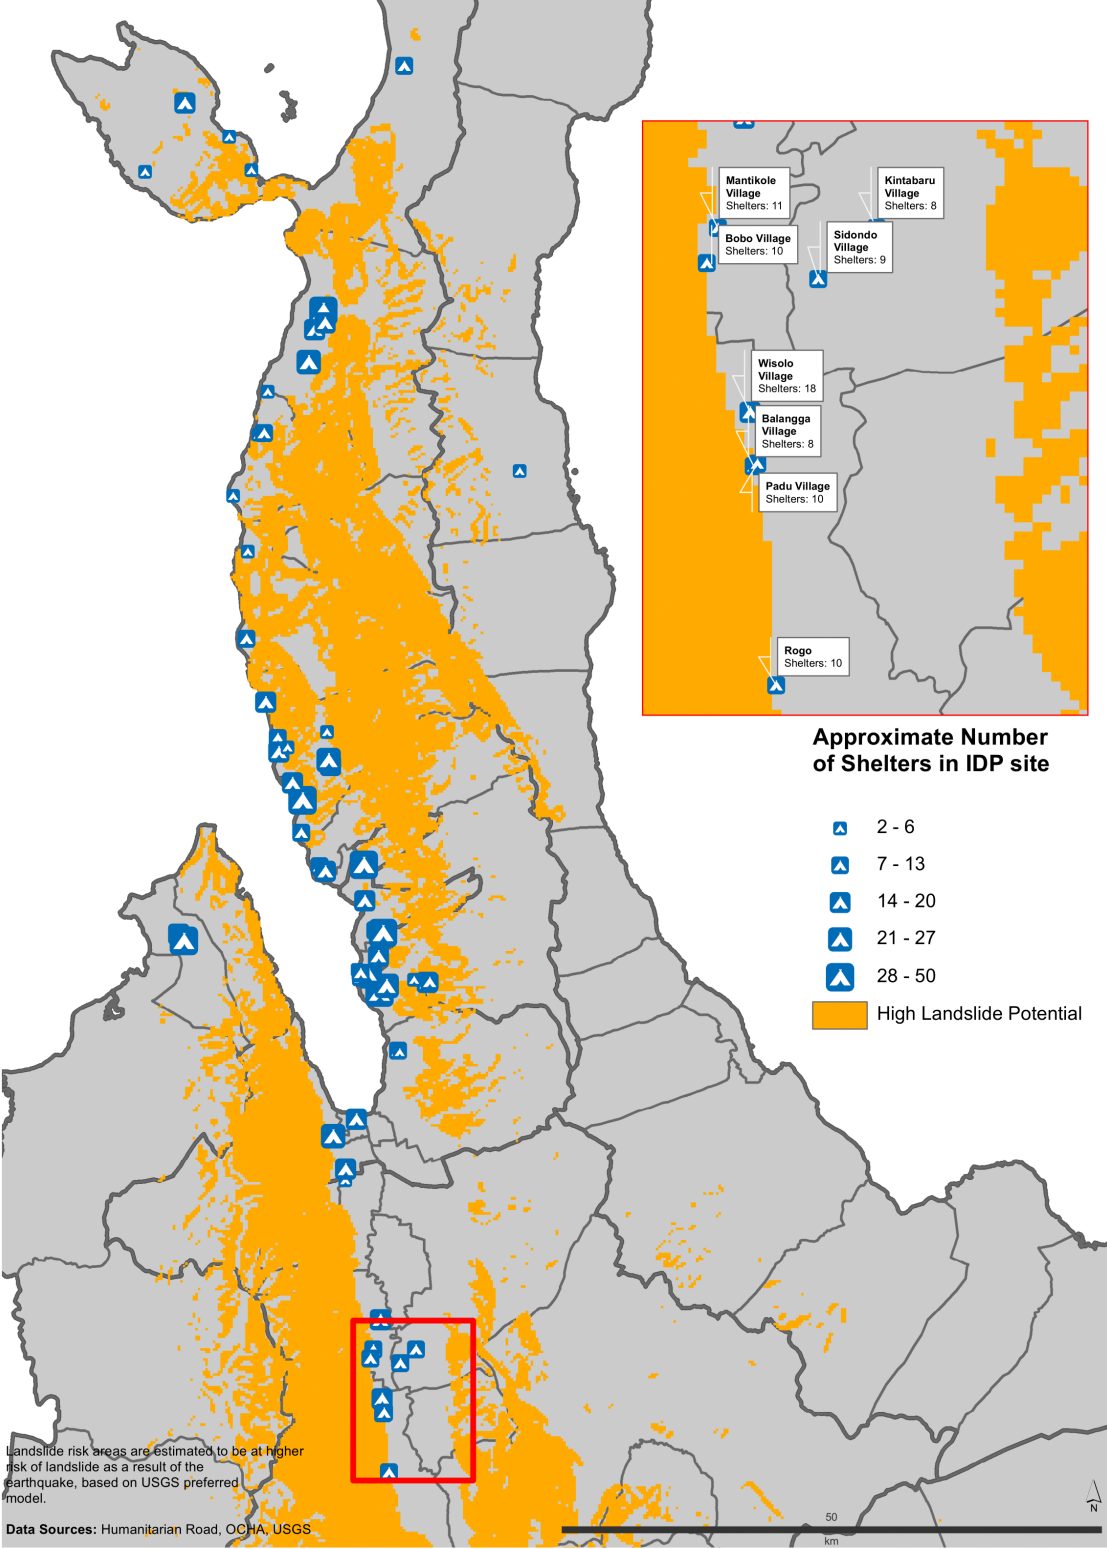 Mantikole
Village
Shelters: 11
Kintabaru
Village
Shelters: 8
Bobo Village
Shelters: 10
Sidondo
Village
Shelters: 9
Wisolo
Village
Shelters: 18
Balangga
Village
Shelters: 8
Padu Village
Shelters: 10
Rogo
Shelters: 10
Approximate Number
of Shelters in IDP site
2 - 6
7 - 13
14 - 20
21 - 27
28 - 50
High Landslide Potential
Landslide risk areas are estimated to be at higher
risk of landslide as a result of the
earthquake, based on USGS preferred
model.
Data Sources: Humanitarian Road, OCHA, USGS
50
km
N